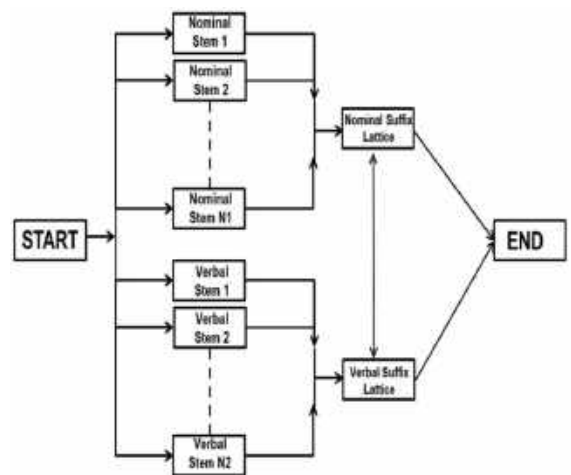 Nominal
Stem 1
Nominal
Stem 2
Nominal Suffix
Lattice
Nominal
Stem N1
START
END
Verbal
Stem 1
Verbal
Stem 2
Verbal Suffix
Lattice
Verbal
Stem N2